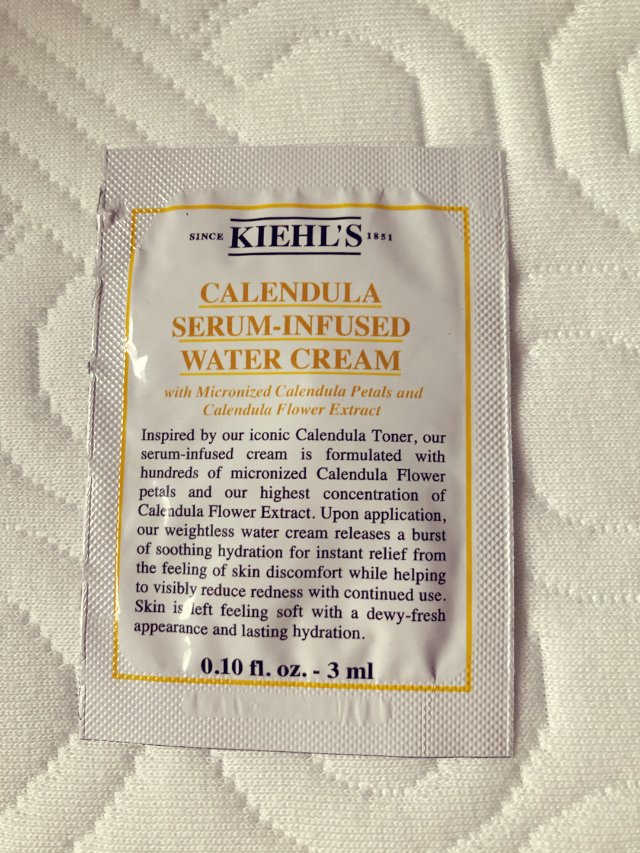 SINCE KIEHL'S 1851
CALENDULA
SERUM-INFUSED
WATER CREAM
with Micronized Calendula Petals and
Calendula Flower Extract
Inspired by our iconic Calendula Toner, our
serum-infused cream is formulated with
hundreds of micronized Calendula Flower
petals and our highest concentration of
Calendula Flower Extract. Upon application,
our weightless water cream releases a burst
of soothing hydration for instant relief from
the feeling of skin discomfort while helping
to visibly reduce redness with continued use.
Skin is left feeling soft with a dewy-fresh
appearance and lasting hydration.
0.10 fl. oz. - 3 ml